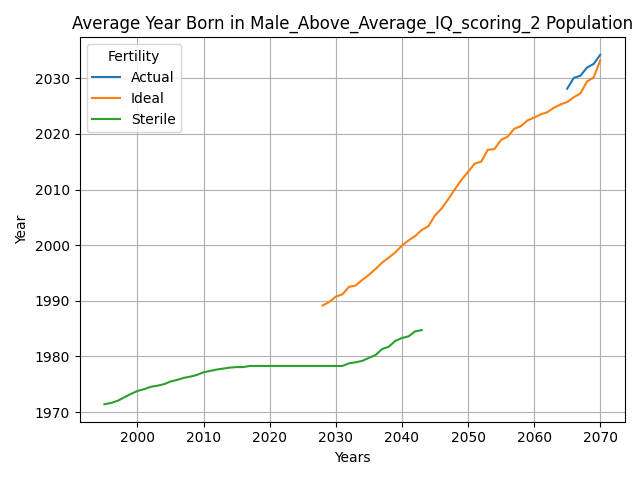 Average Year Born in Male_Above_Average_IQ_scoring_2 Population
Fertility
Actual
Ideal
Sterile
Year
2030
2020
2010
2000
1990
1980
1970
2000 2010 2020 2030 2040 2050 2060 2070
Years